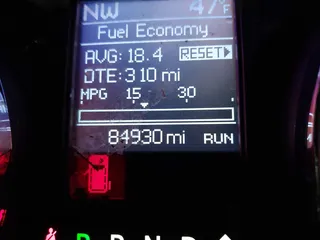 NW 47°F
Fuel Economy
AVG: 18.4 RESET▶
DTE: 310 mi
MPG 15 30
84930 mi RUN
P R N D